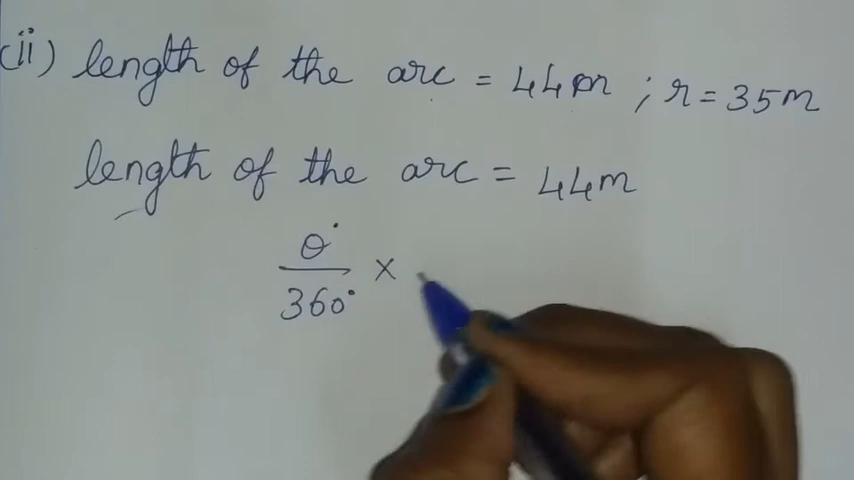 (ii) length of the arc = 44m ; r = 35m
length of the arc = 44m
θ°
360° ×